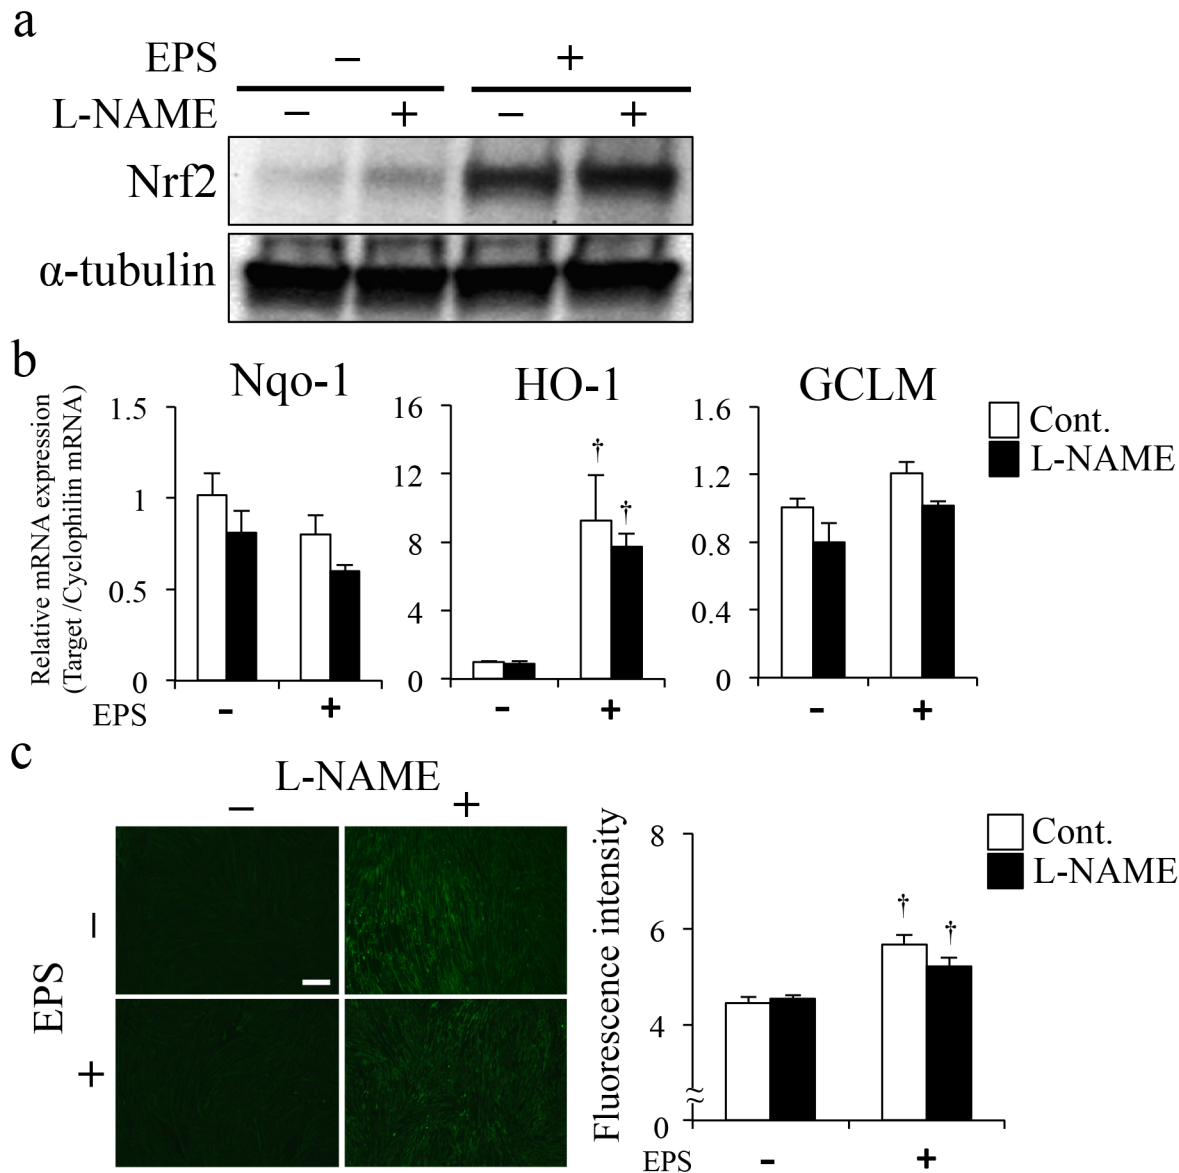 a
EPS − +
L-NAME − + − +
Nrf2
α-tubulin
b
Nqo-1 HO-1 GCLM
Relative mRNA expression
(Target /Cyclophilin mRNA)
1.5
1
0.5
0
16
12
8
4
0
† †
1.6
1.2
0.8
0.4
0
Cont.
L-NAME
EPS - + - + - +
c
L-NAME
− +
EPS
−
+
Fluorescence intensity
8
6
4
0
† †
Cont.
L-NAME
EPS - +